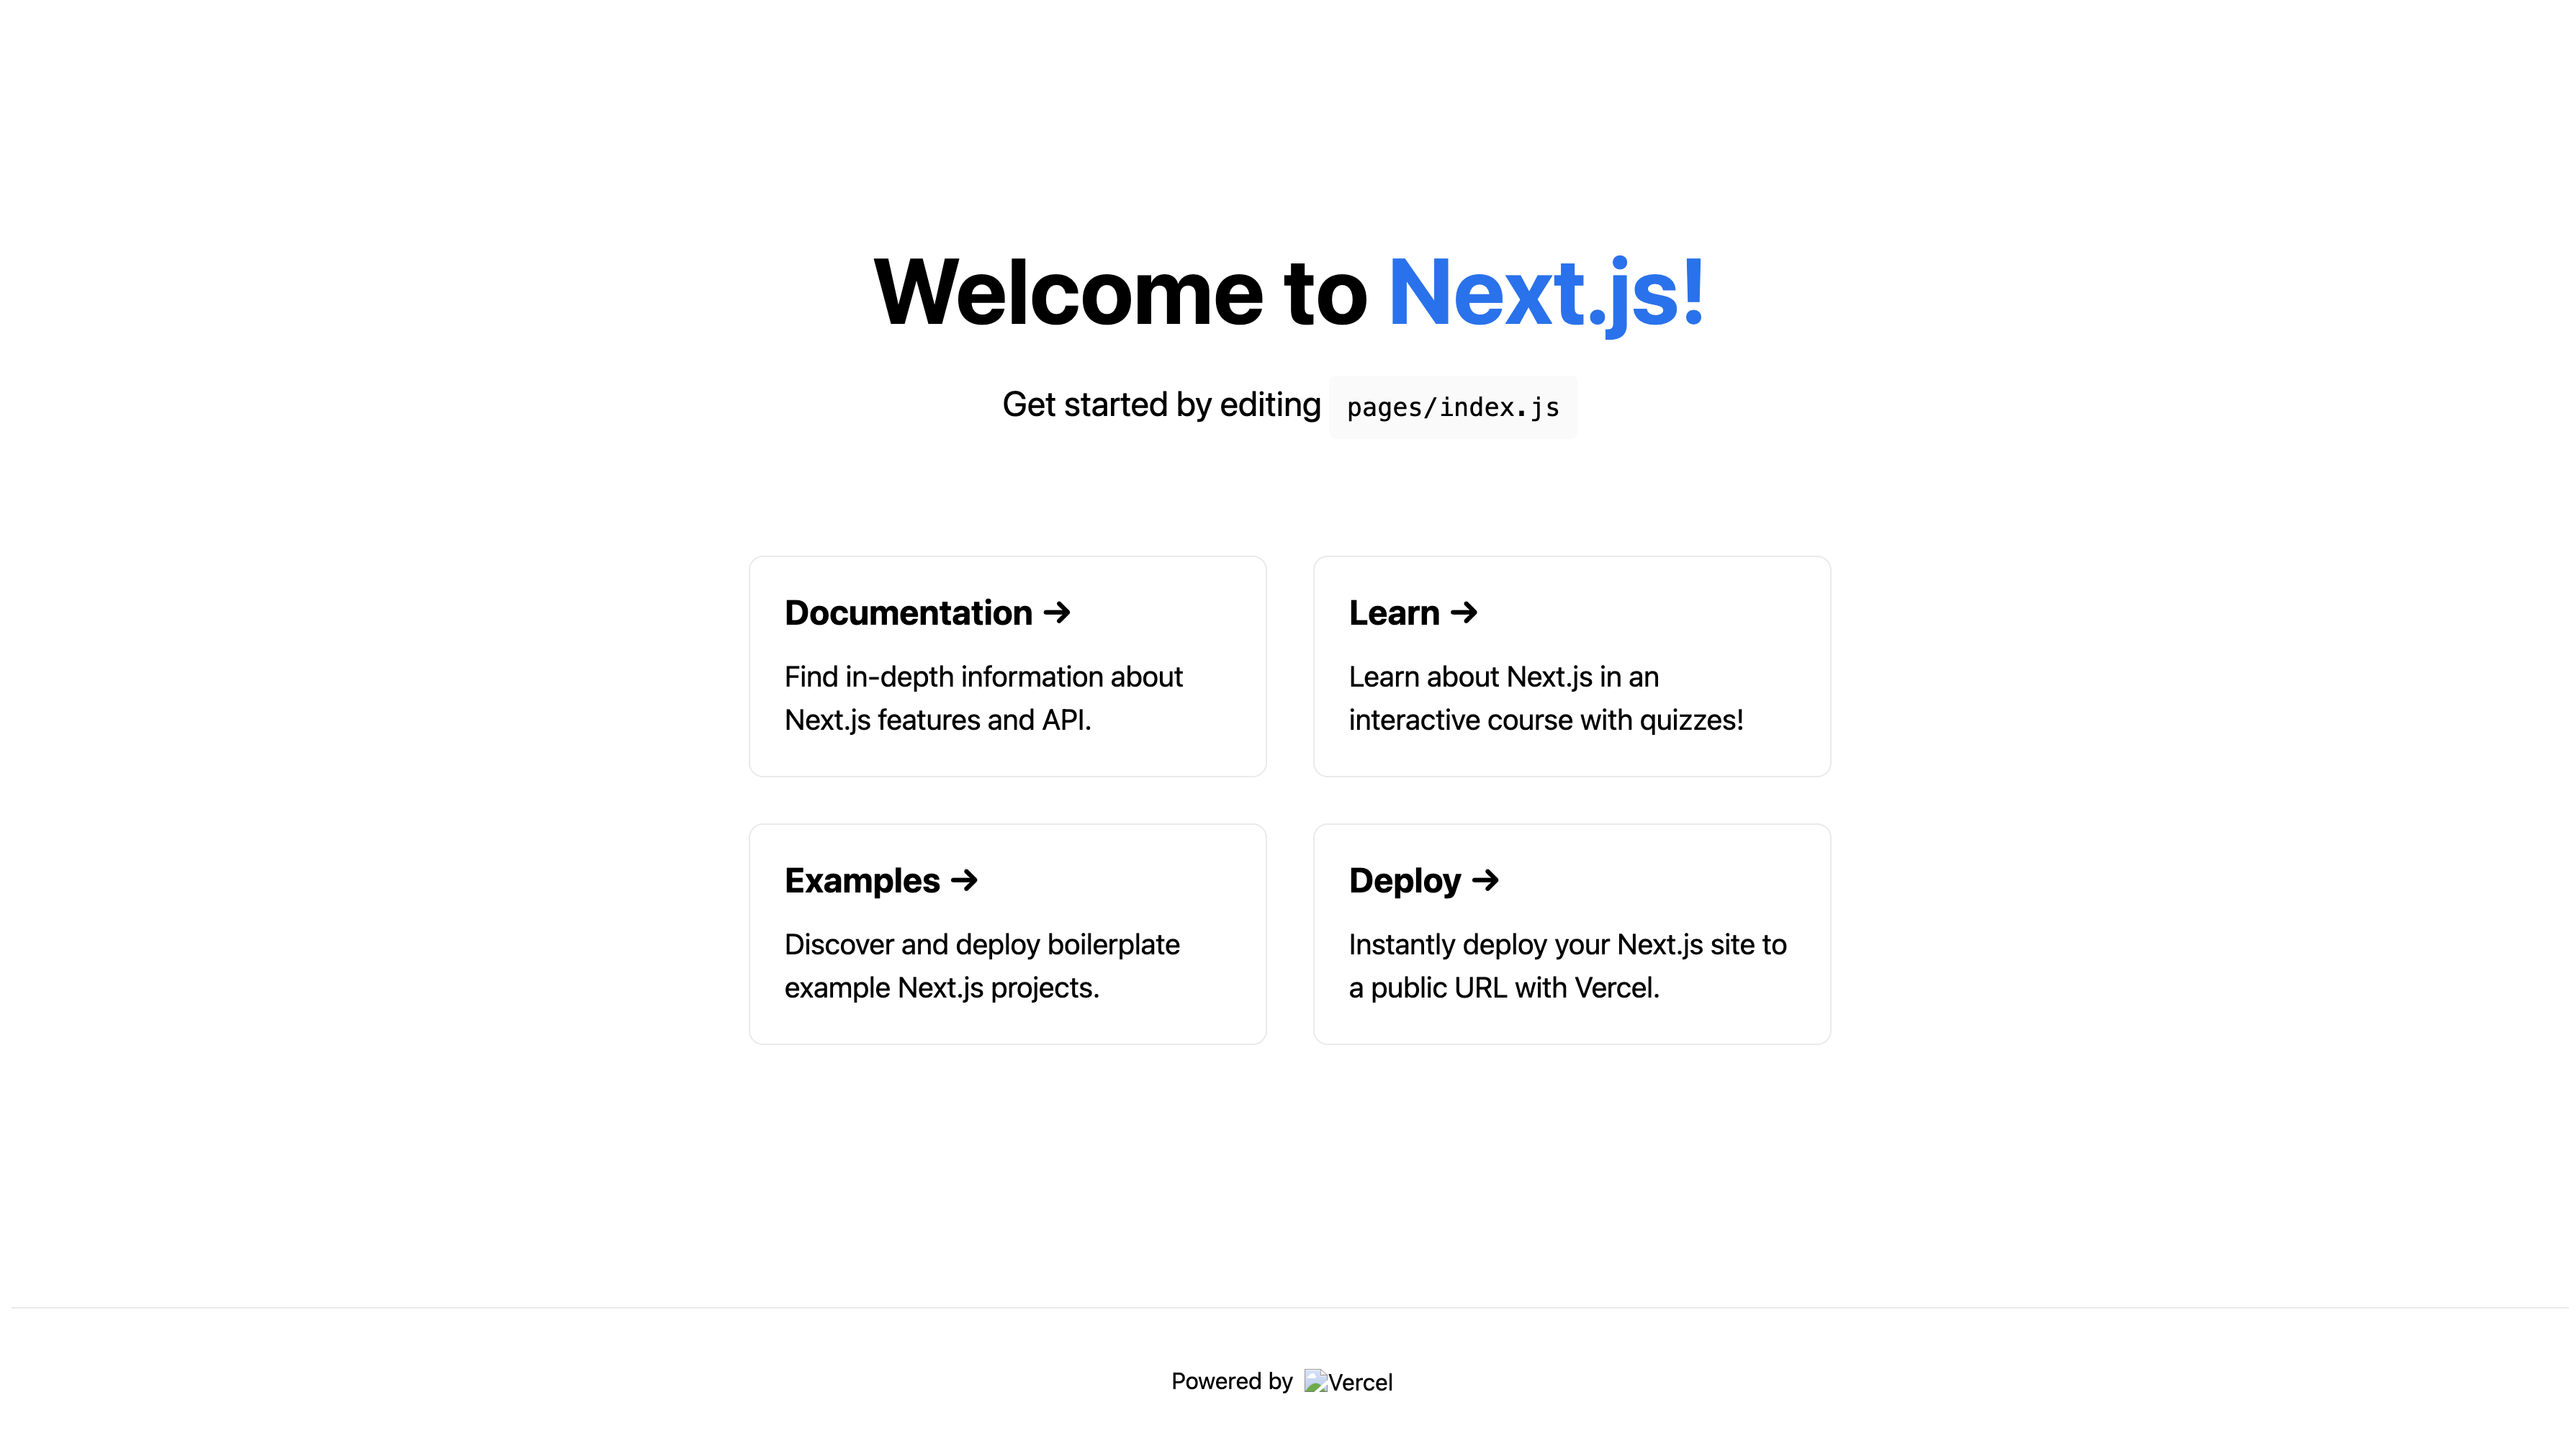 Welcome to Next.js!
Get started by editing pages/index.js
Documentation →
Find in-depth information about
Next.js features and API.
Learn →
Learn about Next.js in an
interactive course with quizzes!
Examples →
Discover and deploy boilerplate
example Next.js projects.
Deploy →
Instantly deploy your Next.js site to
a public URL with Vercel.
Powered by Vercel